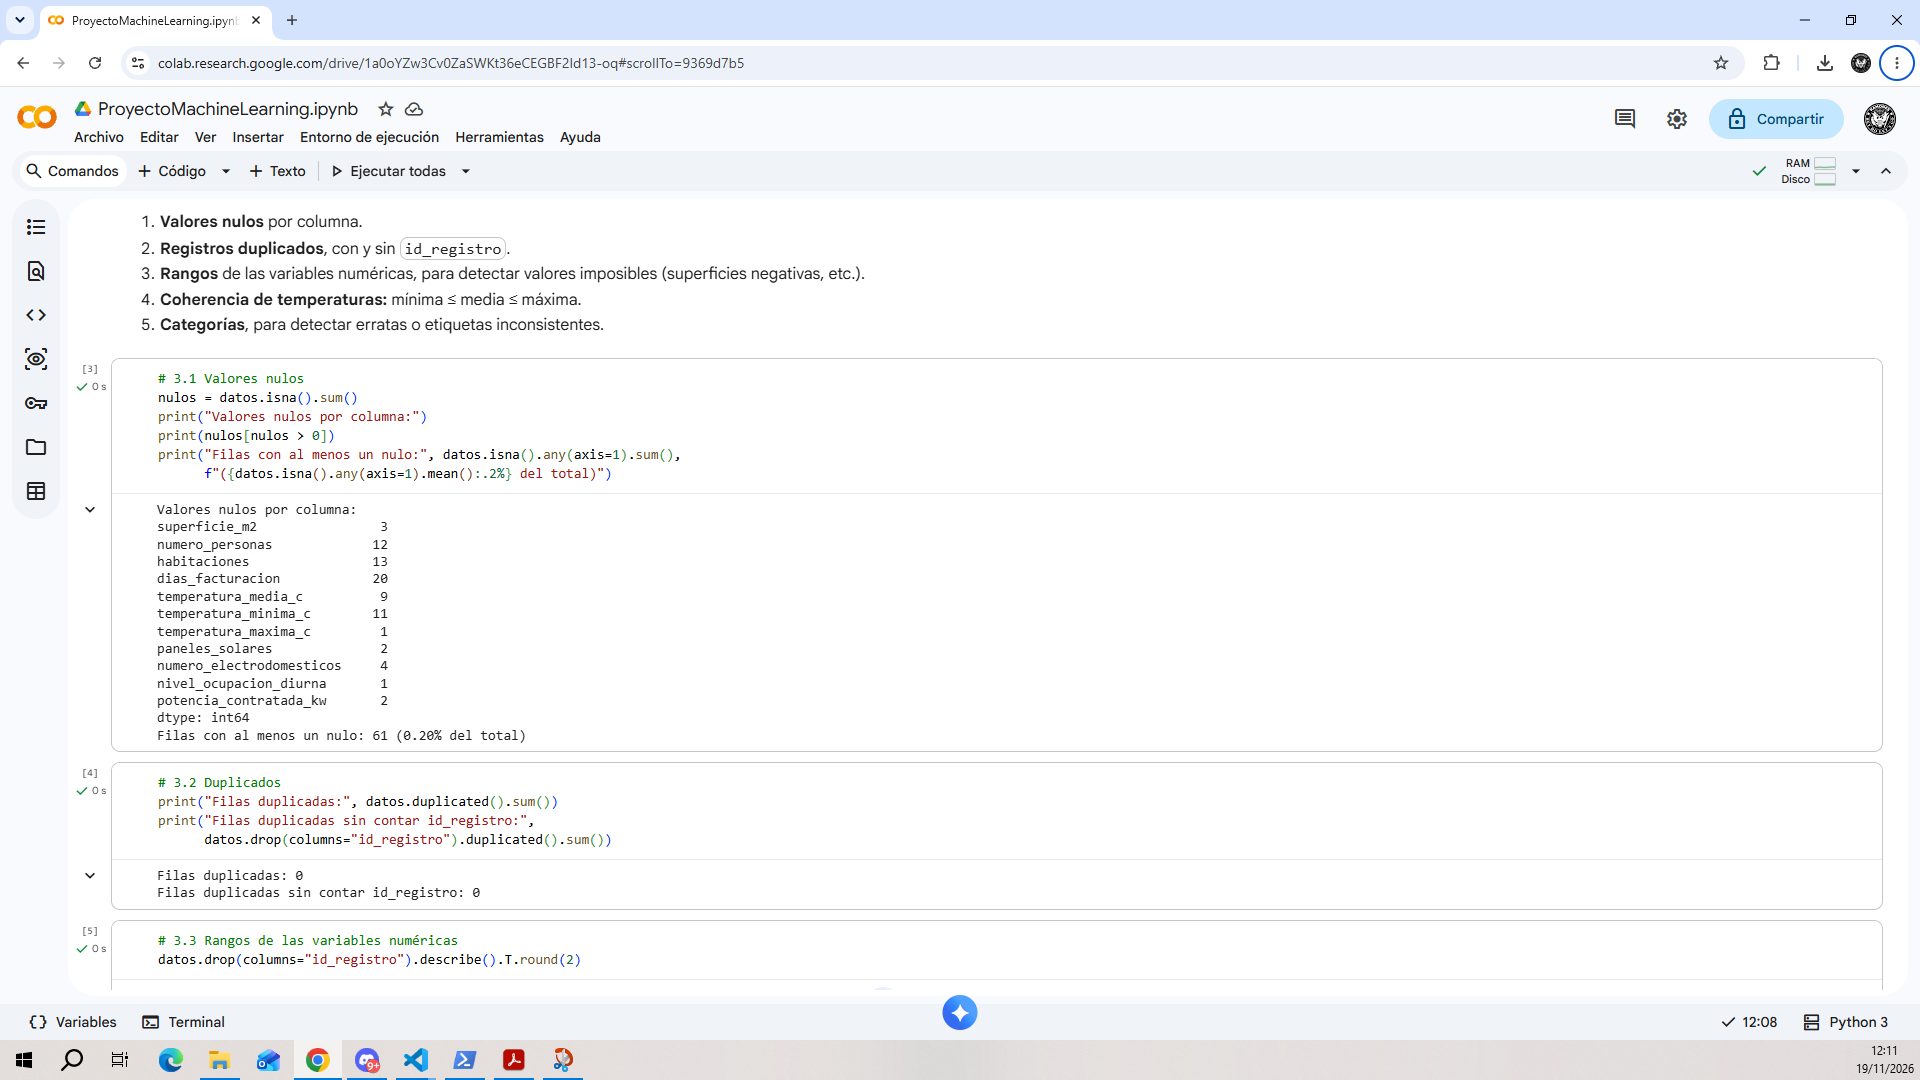 ProyectoMachineLearning.ipynb
colab.research.google.com/drive/1a0oYZw3Cv0ZaSWKt36eCEGBF2Id13-oq#scrollTo=9369d7b5
ProyectoMachineLearning.ipynb
Archivo Editar Ver Insertar Entorno de ejecución Herramientas Ayuda
Compartir
Comandos + Código + Texto Ejecutar todas
RAM
Disco
1. Valores nulos por columna.
2. Registros duplicados, con y sin id_registro.
3. Rangos de las variables numéricas, para detectar valores imposibles (superficies negativas, etc.).
4. Coherencia de temperaturas: mínima ≤ media ≤ máxima.
5. Categorías, para detectar erratas o etiquetas inconsistentes.
[3]
0 s
# 3.1 Valores nulos
nulos = datos.isna().sum()
print("Valores nulos por columna:")
print(nulos[nulos > 0])
print("Filas con al menos un nulo:", datos.isna().any(axis=1).sum(),
f"({datos.isna().any(axis=1).mean():.2%} del total)")
Valores nulos por columna:
superficie_m2 3
numero_personas 12
habitaciones 13
dias_facturacion 20
temperatura_media_c 9
temperatura_minima_c 11
temperatura_maxima_c 1
paneles_solares 2
numero_electrodomesticos 4
nivel_ocupacion_diurna 1
potencia_contratada_kw 2
dtype: int64
Filas con al menos un nulo: 61 (0.20% del total)
[4]
0 s
# 3.2 Duplicados
print("Filas duplicadas:", datos.duplicated().sum())
print("Filas duplicadas sin contar id_registro:",
datos.drop(columns="id_registro").duplicated().sum())
Filas duplicadas: 0
Filas duplicadas sin contar id_registro: 0
[5]
0 s
# 3.3 Rangos de las variables numéricas
datos.drop(columns="id_registro").describe().T.round(2)
Variables Terminal
12:08 Python 3
9+
12:11
19/11/2026